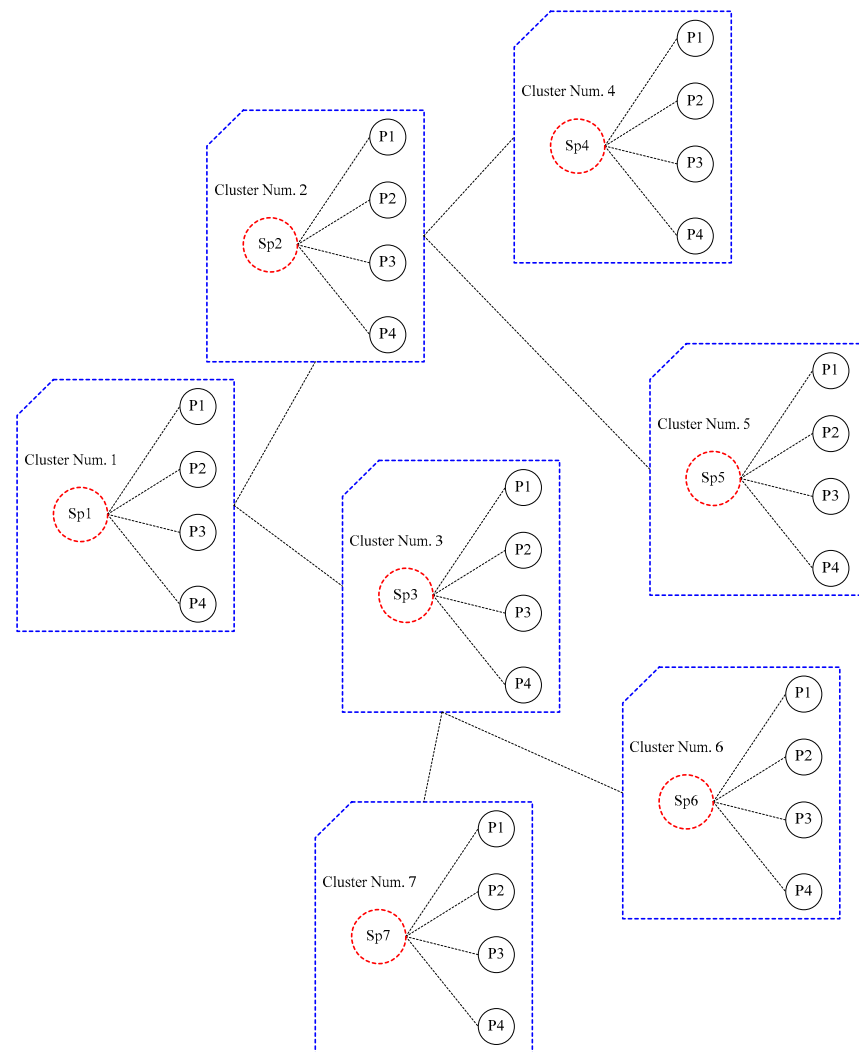 P1
Cluster Num. 4
P2
Sp4
P3
P4
P1
Cluster Num. 2
P2
Sp2
P3
P4
P1
Cluster Num. 5
P2
Sp5
P3
P4
P1
Cluster Num. 1
P2
Sp1
P3
P4
P1
Cluster Num. 3
P2
Sp3
P3
P4
P1
Cluster Num. 6
P2
Sp6
P3
P4
P1
Cluster Num. 7
P2
Sp7
P3
P4